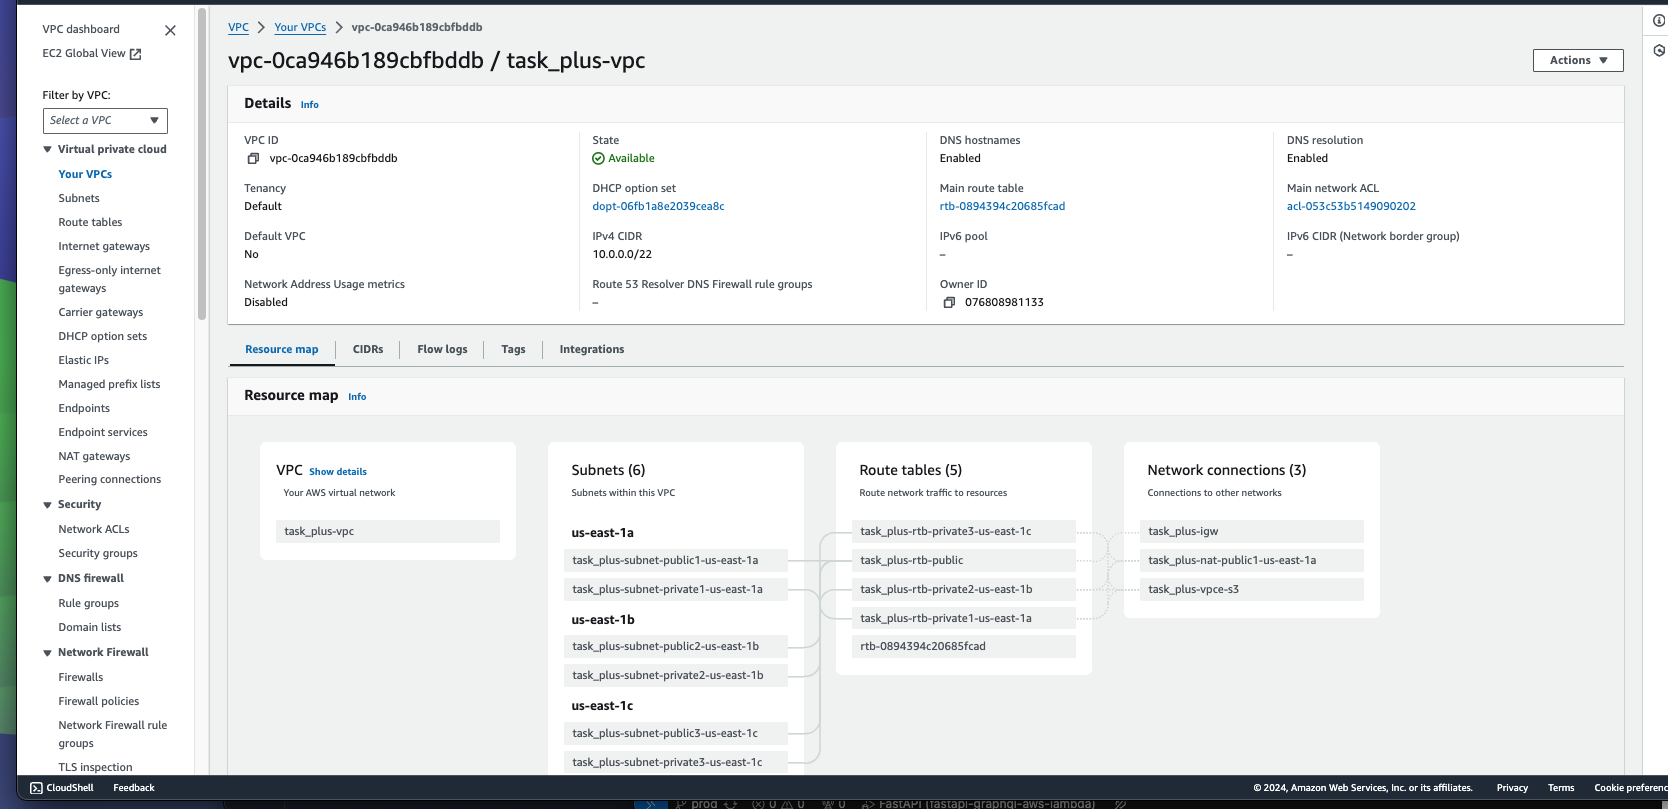 VPC dashboard
EC2 Global View
Filter by VPC:
Select a VPC
Virtual private cloud
Your VPCs
Subnets
Route tables
Internet gateways
Egress-only internet
gateways
Carrier gateways
DHCP option sets
Elastic IPs
Managed prefix lists
Endpoints
Endpoint services
NAT gateways
Peering connections
Security
Network ACLs
Security groups
DNS firewall
Rule groups
Domain lists
Network Firewall
Firewalls
Firewall policies
Network Firewall rule
groups
TLS inspection
VPC > Your VPCs > vpc-0ca946b189cbfbddb
vpc-0ca946b189cbfbddb / task_plus-vpc
Actions
Details Info
VPC ID
vpc-0ca946b189cbfbddb
State
Available
DNS hostnames
Enabled
DNS resolution
Enabled
Tenancy
Default
DHCP option set
dopt-06fb1a8e2039cea8c
Main route table
rtb-0894394c20685fcad
Main network ACL
acl-053c53b5149090202
Default VPC
No
IPv4 CIDR
10.0.0.0/22
IPv6 pool
–
IPv6 CIDR (Network border group)
–
Network Address Usage metrics
Disabled
Route 53 Resolver DNS Firewall rule groups
–
Owner ID
076808981133
Resource map
CIDRs
Flow logs
Tags
Integrations
Resource map Info
VPC Show details
Your AWS virtual network
task_plus-vpc
Subnets (6)
Subnets within this VPC
us-east-1a
task_plus-subnet-public1-us-east-1a
task_plus-subnet-private1-us-east-1a
us-east-1b
task_plus-subnet-public2-us-east-1b
task_plus-subnet-private2-us-east-1b
us-east-1c
task_plus-subnet-public3-us-east-1c
task_plus-subnet-private3-us-east-1c
Route tables (5)
Route network traffic to resources
task_plus-rtb-private3-us-east-1c
task_plus-rtb-public
task_plus-rtb-private2-us-east-1b
task_plus-rtb-private1-us-east-1a
rtb-0894394c20685fcad
Network connections (3)
Connections to other networks
task_plus-igw
task_plus-nat-public1-us-east-1a
task_plus-vpce-s3
CloudShell
Feedback
© 2024, Amazon Web Services, Inc. or its affiliates.
Privacy
Terms
Cookie preferenc
prod 0 0 0 FastAPI (fastapi-graphql-aws-lambda)